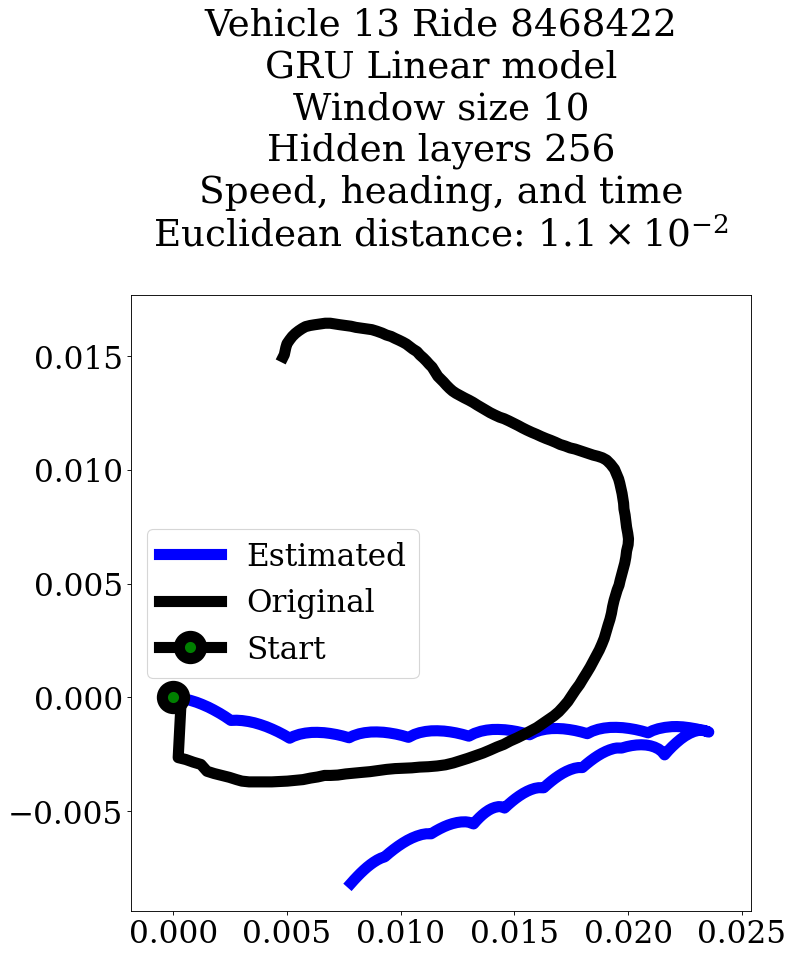 Vehicle 13 Ride 8468422
GRU Linear model
Window size 10
Hidden layers 256
Speed, heading, and time
Euclidean distance: 1.1 × 10⁻²
0.015
0.010
0.005
0.000
−0.005
Estimated
Original
Start
0.000 0.005 0.010 0.015 0.020 0.025